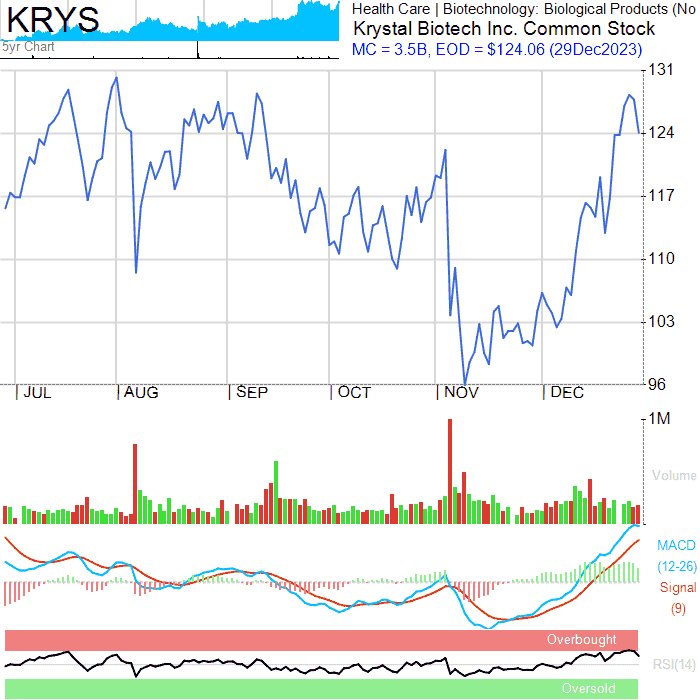 KRYS
5yr Chart
Health Care | Biotechnology: Biological Products (No
Krystal Biotech Inc. Common Stock
MC = 3.5B, EOD = $124.06 (29Dec2023)
131
124
117
110
103
96
JUL AUG SEP OCT NOV DEC
1M
Volume
MACD
(12-26)
Signal
(9)
Overbought
RSI(14)
Oversold